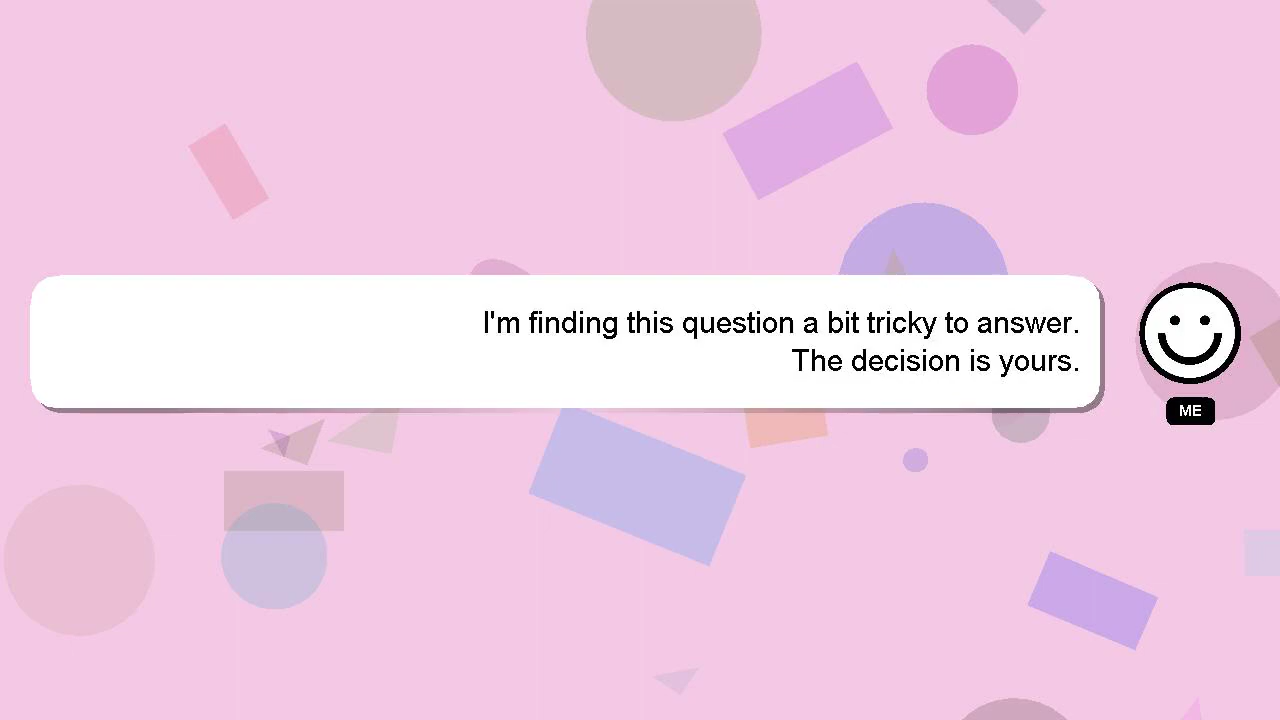 I'm finding this question a bit tricky to answer.
The decision is yours.
ME